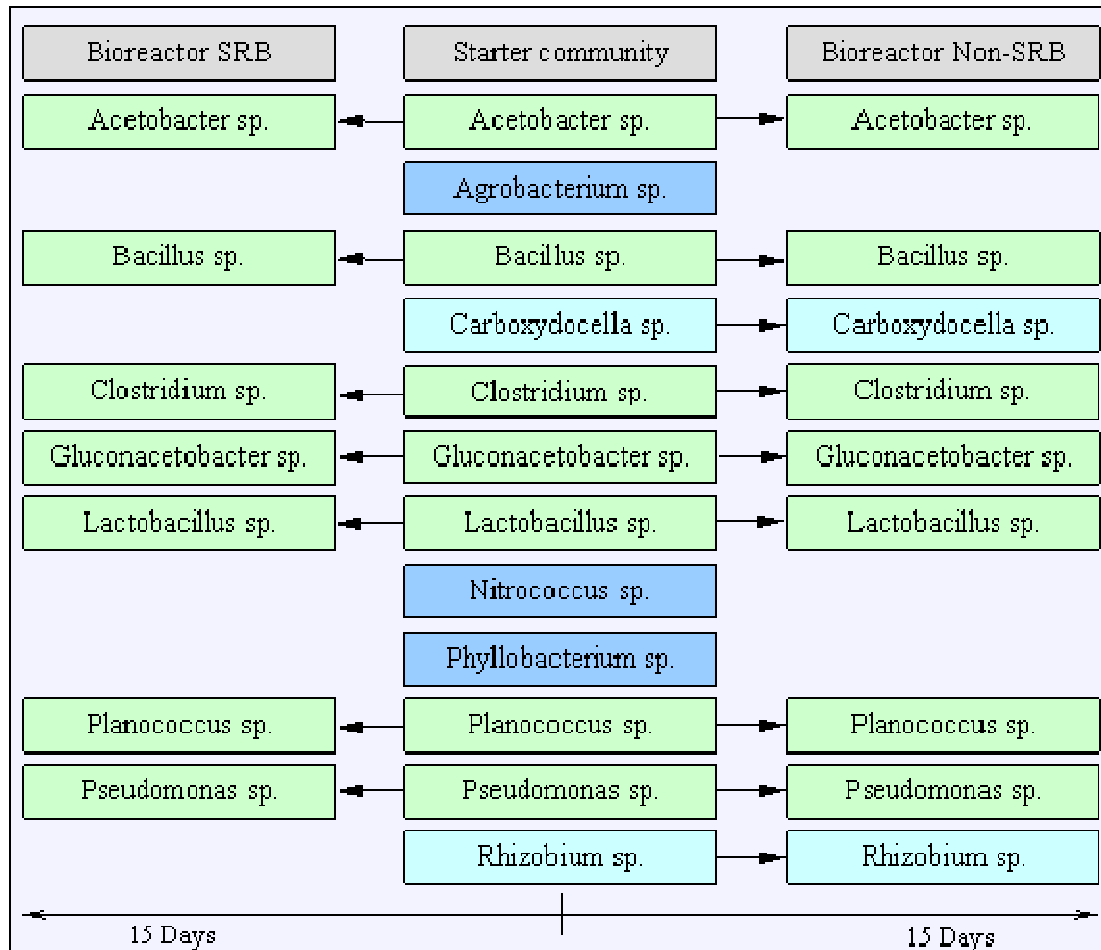 Bioreactor SRB Starter community Bioreactor Non-SRB
Acetobacter sp. Acetobacter sp. Acetobacter sp.
Agrobacterium sp.
Bacillus sp. Bacillus sp. Bacillus sp.
Carboxydocella sp. Carboxydocella sp.
Clostridium sp. Clostridium sp. Clostridium sp.
Gluconacetobacter sp. Gluconacetobacter sp. Gluconacetobacter sp.
Lactobacillus sp. Lactobacillus sp. Lactobacillus sp.
Nitrococcus sp.
Phyllobacterium sp.
Planococcus sp. Planococcus sp. Planococcus sp.
Pseudomonas sp. Pseudomonas sp. Pseudomonas sp.
Rhizobium sp. Rhizobium sp.
15 Days 15 Days